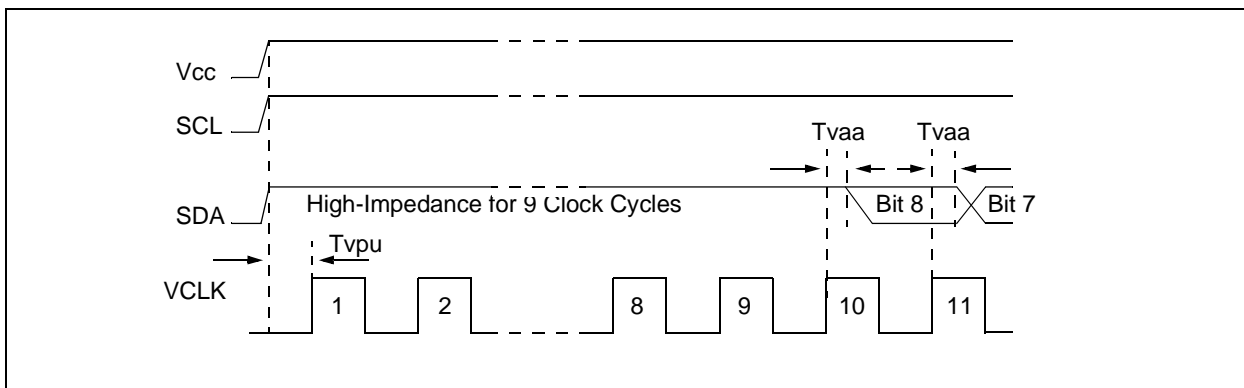 Vcc
SCL
Tvaa Tvaa
SDA
High-Impedance for 9 Clock Cycles
Bit 8
Bit 7
Tvpu
VCLK
1
2
8
9
10
11